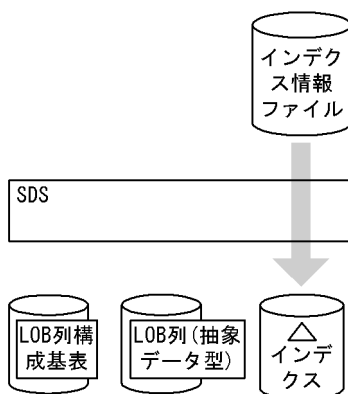 インデク
ス情報
ファイル
SDS
LOB列構
成基表
LOB列(抽象
データ型)
インデ
クス